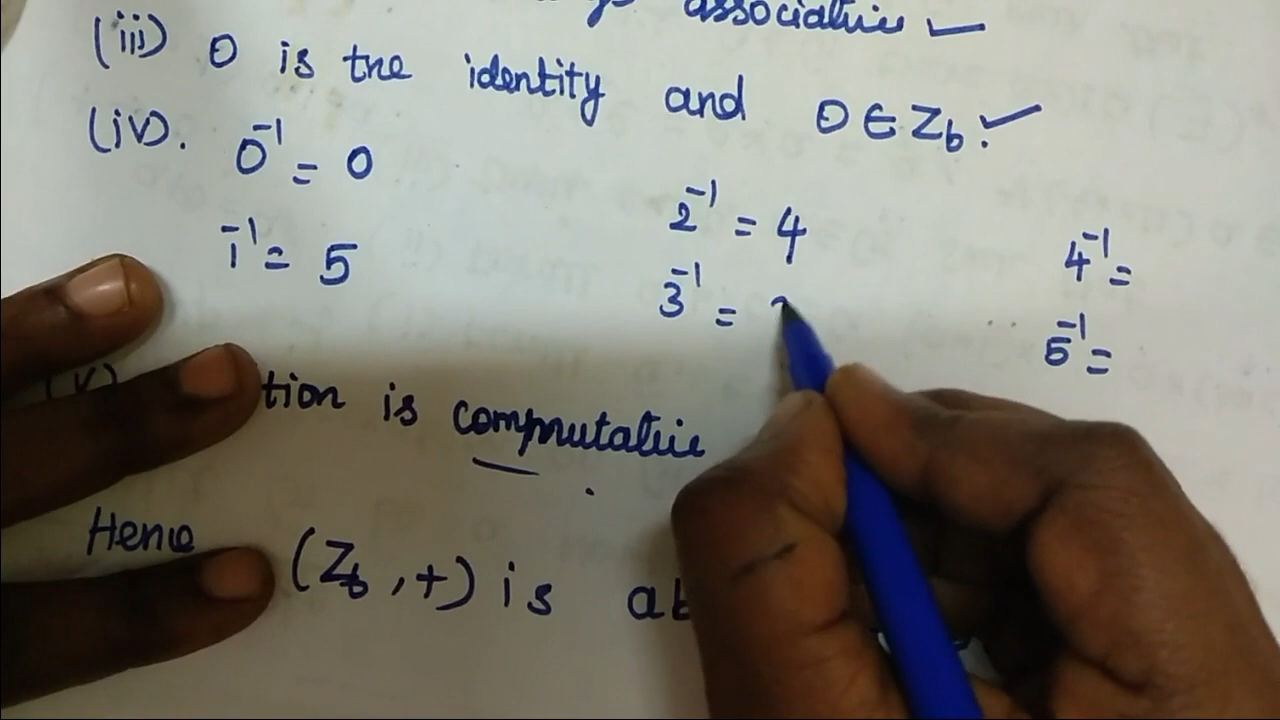 associative ✓
(iii) 0 is the identity and 0 ∈ Z₆. ✓
(iv). 0⁻¹ = 0
2⁻¹ = 4
4⁻¹ =
1⁻¹ = 5
3⁻¹ =
5⁻¹ =
is commutative
Hence (Z₆, +) is